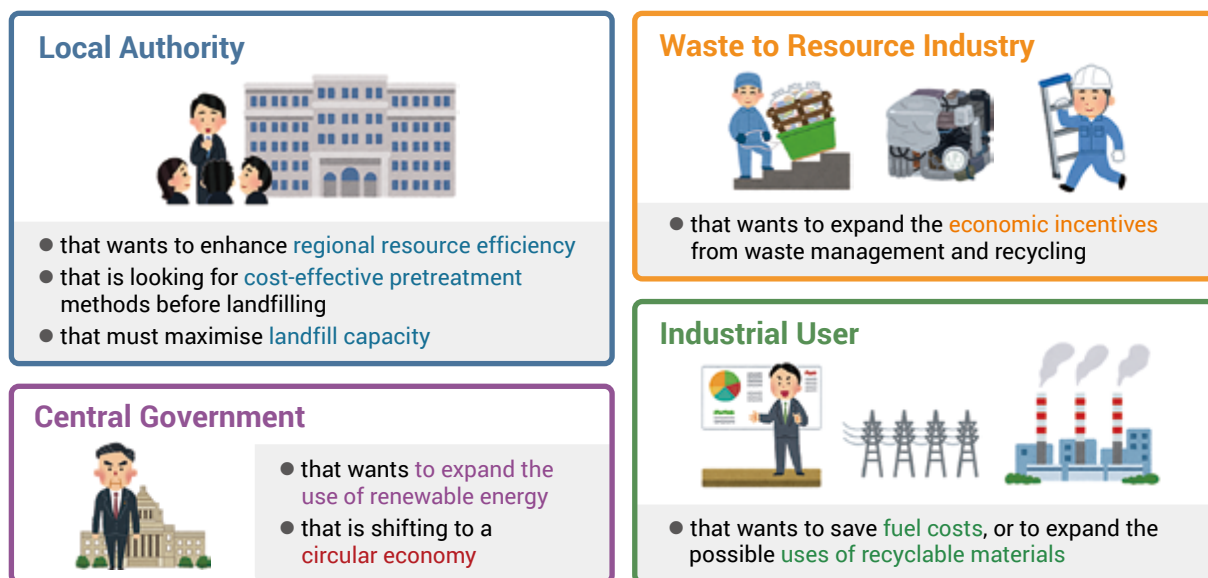 Local Authority
● that wants to enhance regional resource efficiency
● that is looking for cost-effective pretreatment
methods before landfilling
● that must maximise landfill capacity
Waste to Resource Industry
● that wants to expand the economic incentives
from waste management and recycling
Central Government
● that wants to expand the
use of renewable energy
● that is shifting to a
circular economy
Industrial User
● that wants to save fuel costs, or to expand the
possible uses of recyclable materials